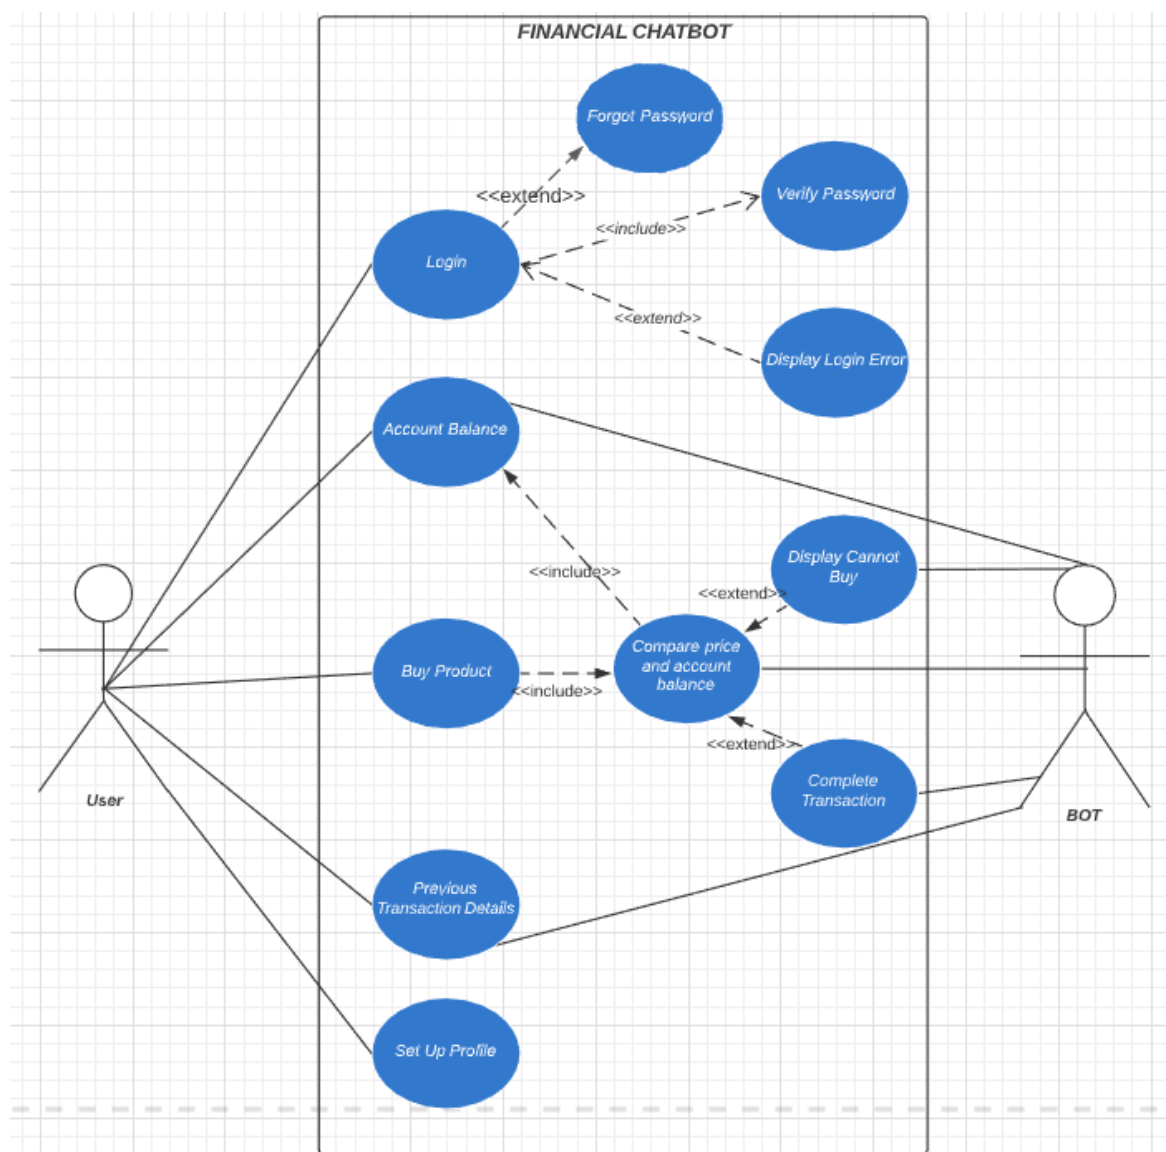 FINANCIAL CHATBOT
Forgot Password
<<extend>>
Verify Password
<<include>>
Login
<<extend>>
Display Login Error
Account Balance
Display Cannot
Buy
<<include>>
<<extend>>
Compare price
and account
balance
Buy Product
<<include>>
<<extend>>
Complete
Transaction
User
BOT
Previous
Transaction Details
Set Up Profile